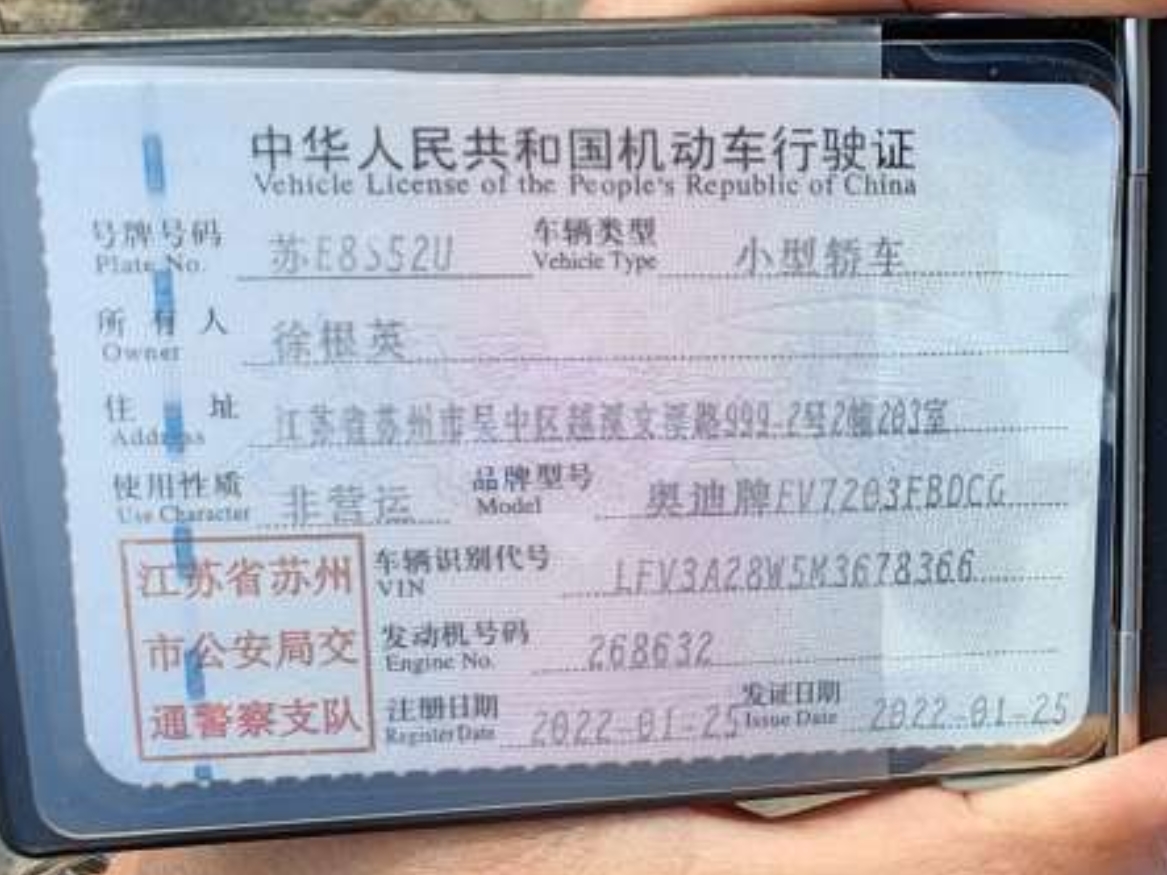 中华人民共和国机动车行驶证
Vehicle License of the People's Republic of China
号牌号码 苏E8S52U 车辆类型 小型轿车
Plate No. Vehicle Type
所有人 徐根英
Owner
住址 江苏省苏州市吴中区越溪文溪路999-2号2幢203室
Address
使用性质 非营运 品牌型号 奥迪牌FV7203FBDCG
Use Character Model
江苏省苏州
市公安局交
通警察支队
车辆识别代号 LFV3A28W5M3678366
VIN
发动机号码 268632
Engine No.
注册日期 2022-01-25 发证日期 2022-01-25
Register Date Issue Date